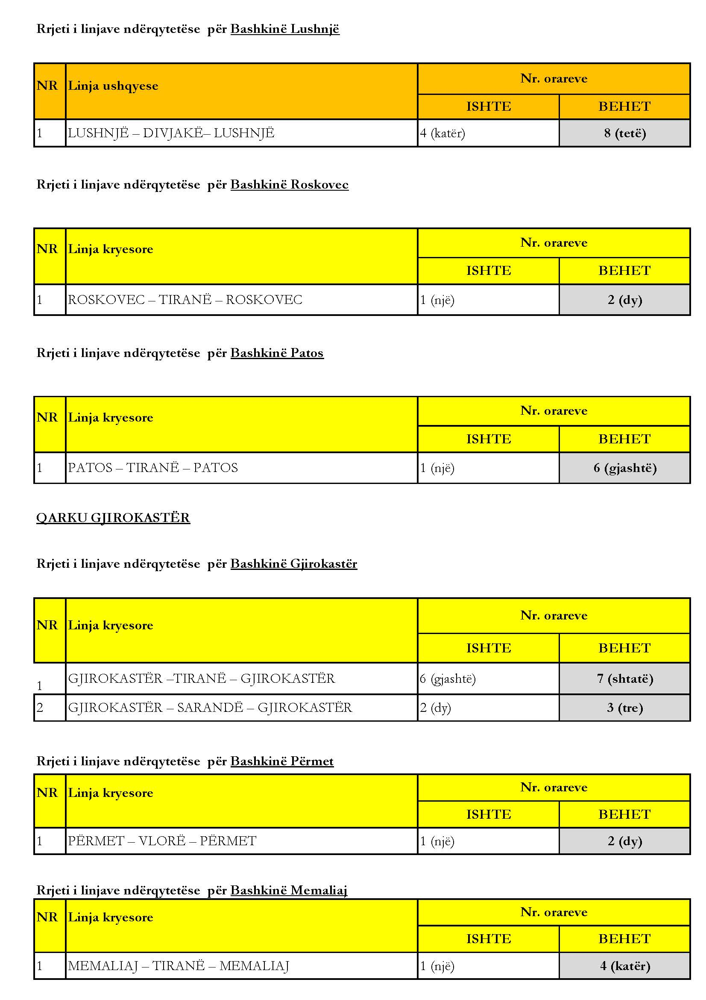 Rrjeti i linjave ndërqytetëse  për Bashkinë Lushnjë
NR Linja ushqyese Nr. orareve
ISHTE BEHET
1 LUSHNJË – DIVJAKË– LUSHNJË 4 (katër) 8 (tetë)
Rrjeti i linjave ndërqytetëse  për Bashkinë Roskovec
NR Linja kryesore Nr. orareve
ISHTE BEHET
1 ROSKOVEC – TIRANË – ROSKOVEC 1 (një) 2 (dy)
Rrjeti i linjave ndërqytetëse  për Bashkinë Patos
NR Linja kryesore Nr. orareve
ISHTE BEHET
1 PATOS – TIRANË – PATOS 1 (një) 6 (gjashtë)
QARKU GJIROKASTËR
Rrjeti i linjave ndërqytetëse  për Bashkinë Gjirokastër
NR Linja kryesore Nr. orareve
ISHTE BEHET
1 GJIROKASTËR –TIRANË – GJIROKASTËR 6 (gjashtë) 7 (shtatë)
2 GJIROKASTËR – SARANDË – GJIROKASTËR 2 (dy) 3 (tre)
Rrjeti i linjave ndërqytetëse  për Bashkinë Përmet
NR Linja kryesore Nr. orareve
ISHTE BEHET
1 PËRMET – VLORË – PËRMET 1 (një) 2 (dy)
Rrjeti i linjave ndërqytetëse  për Bashkinë Memaliaj
NR Linja kryesore Nr. orareve
ISHTE BEHET
1 MEMALIAJ – TIRANË – MEMALIAJ 1 (një) 4 (katër)